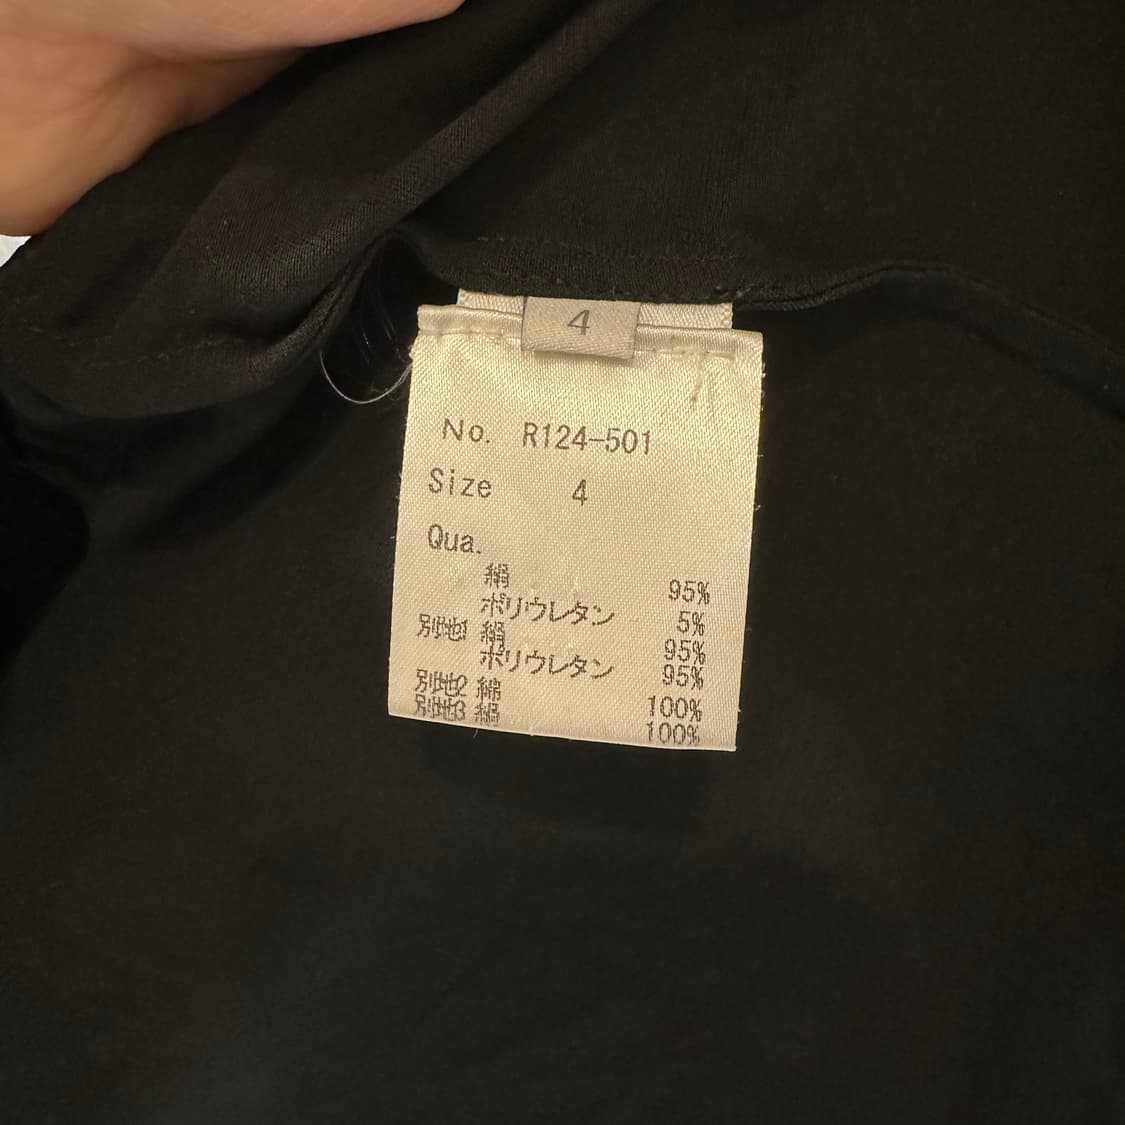 4
No. R124-501
Size 4
Qua.
絹 95%
ポリウレタン 5%
別地1 絹 95%
ポリウレタン 95%
別地2 綿 100%
別地3 絹 100%